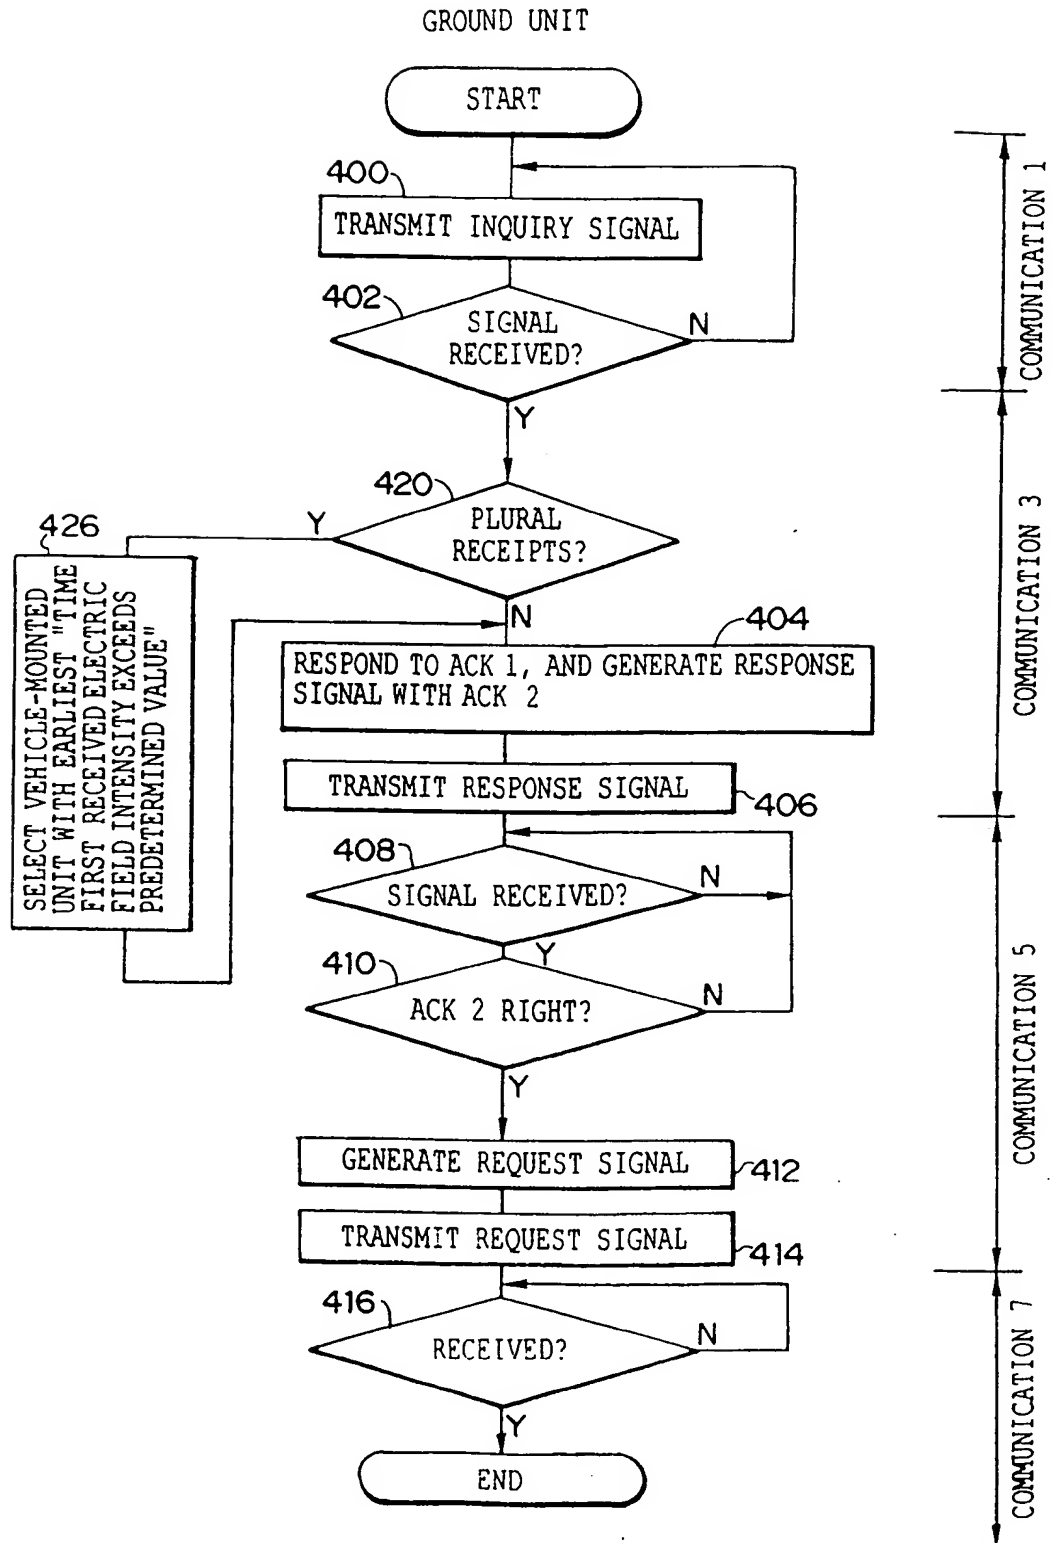 GROUND UNIT
START
400
TRANSMIT INQUIRY SIGNAL
402
SIGNAL
RECEIVED?
N
Y
COMMUNICATION 1
420
PLURAL
RECEIPTS?
Y
N
426
SELECT VEHICLE-MOUNTED
UNIT WITH EARLIEST "TIME
FIRST RECEIVED ELECTRIC
FIELD INTENSITY EXCEEDS
PREDETERMINED VALUE"
404
RESPOND TO ACK 1, AND GENERATE RESPONSE
SIGNAL WITH ACK 2
TRANSMIT RESPONSE SIGNAL
406
COMMUNICATION 3
408
SIGNAL RECEIVED?
N
Y
410
ACK 2 RIGHT?
N
Y
GENERATE REQUEST SIGNAL
412
TRANSMIT REQUEST SIGNAL
414
COMMUNICATION 5
416
RECEIVED?
N
Y
END
COMMUNICATION 7